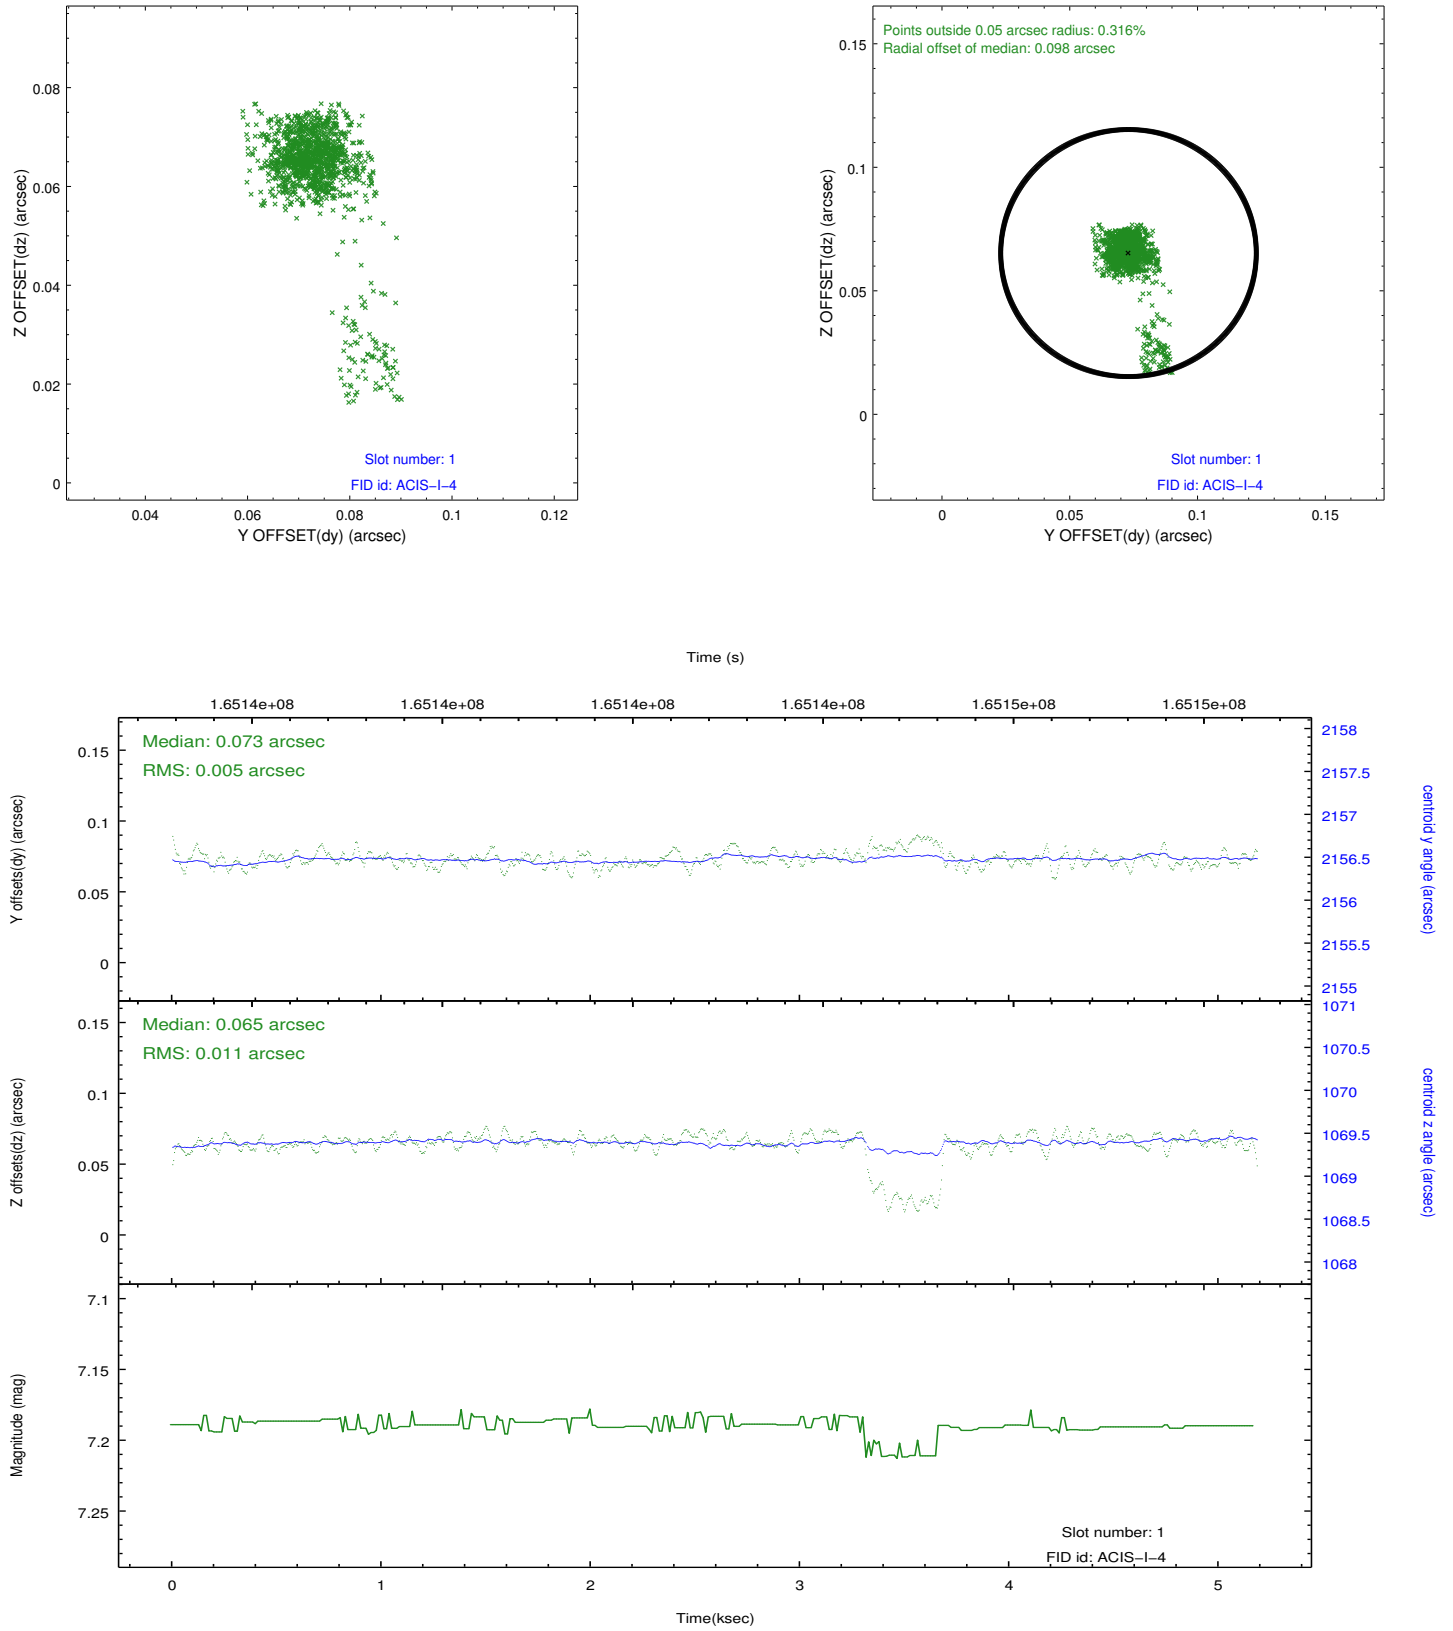 0.08
0.06
0.04
0.02
0
0.04 0.06 0.08 0.1 0.12
Z OFFSET(dz) (arcsec)
Y OFFSET(dy) (arcsec)
Slot number: 1
FID id: ACIS−I−4
Points outside 0.05 arcsec radius: 0.316%
Radial offset of median: 0.098 arcsec
0.15
0.1
0.05
0
0 0.05 0.1 0.15
Z OFFSET(dz) (arcsec)
Y OFFSET(dy) (arcsec)
Slot number: 1
FID id: ACIS−I−4
Time (s)
1.6514e+08 1.6514e+08 1.6514e+08 1.6514e+08 1.6515e+08 1.6515e+08
Median: 0.073 arcsec
RMS: 0.005 arcsec
0.15
0.1
0.05
0
Y offsets(dy) (arcsec)
2158
2157.5
2157
2156.5
2156
2155.5
2155
centroid y angle (arcsec)
Median: 0.065 arcsec
RMS: 0.011 arcsec
0.15
0.1
0.05
0
Z offsets(dz) (arcsec)
1071
1070.5
1070
1069.5
1069
1068.5
1068
centroid z angle (arcsec)
7.1
7.15
7.2
7.25
Magnitude (mag)
Slot number: 1
FID id: ACIS−I−4
0 1 2 3 4 5
Time(ksec)